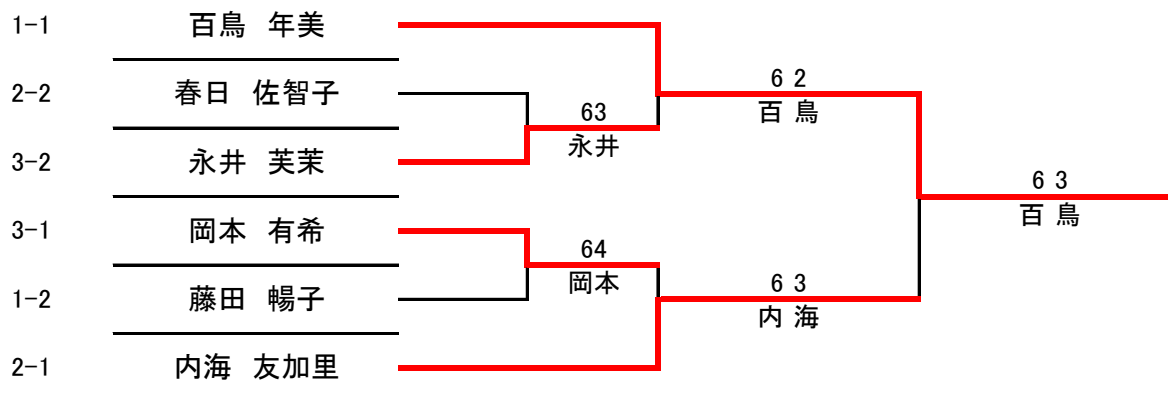 1-1 百鳥 年美
2-2 春日 佐智子
3-2 永井 芙茉
3-1 岡本 有希
1-2 藤田 暢子
2-1 内海 友加里
63
永井
64
岡本
6 2
百 鳥
6 3
内 海
6 3
百 鳥